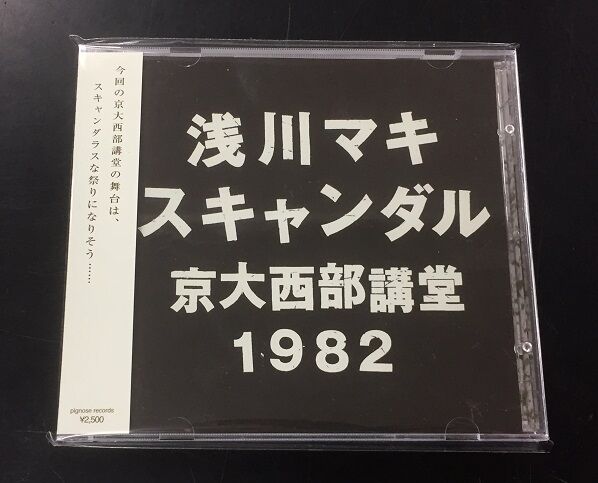 今回の京大西部講堂の舞台は、
スキャンダラスな祭りになりそう……
pignose records
¥2,500
浅川マキ
スキャンダル
京大西部講堂
1982